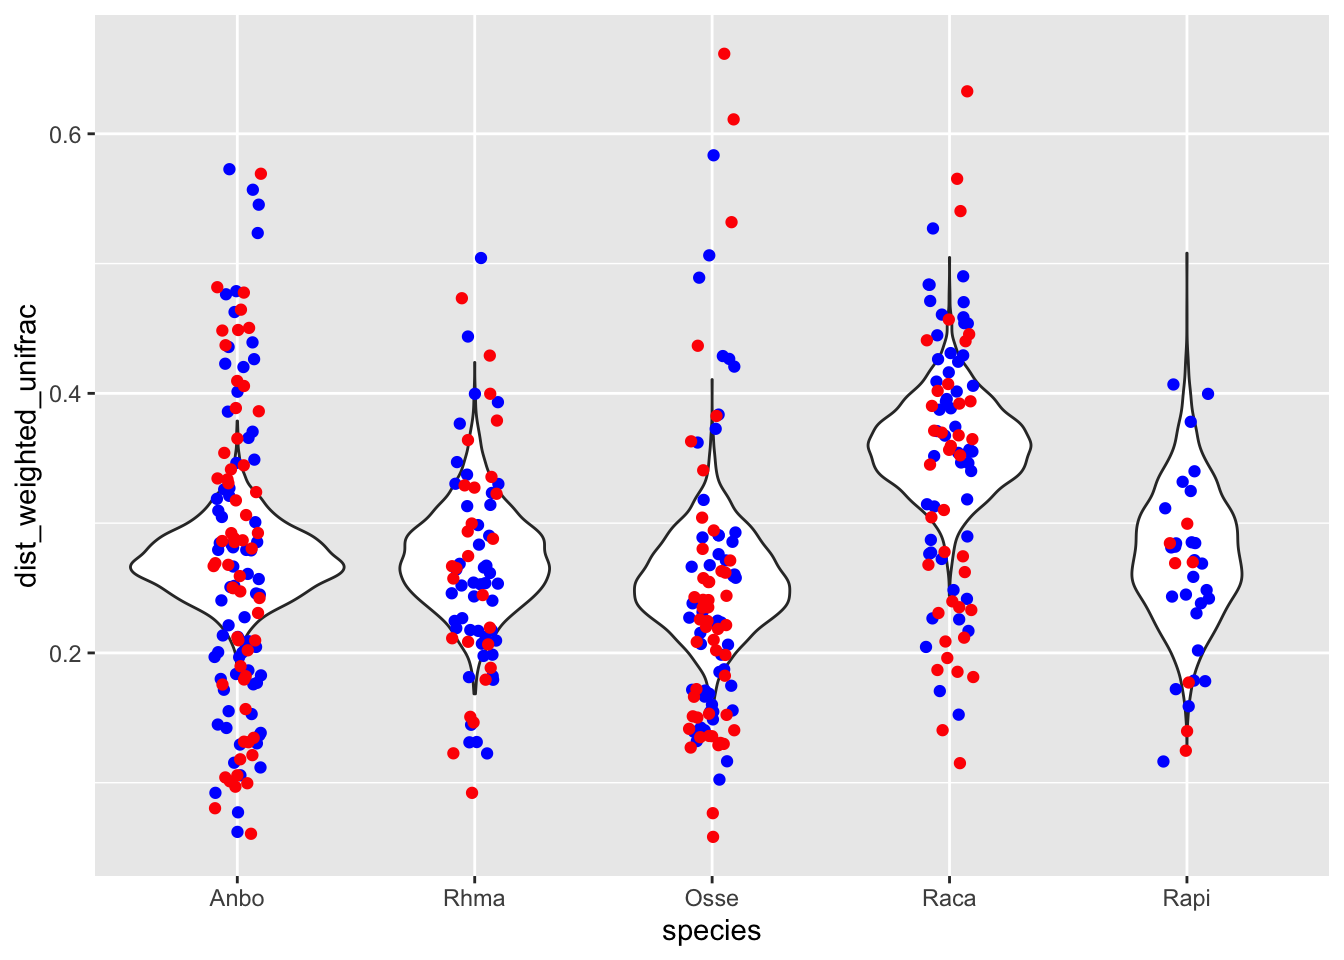 dist_weighted_unifrac
0.6
0.4
0.2
Anbo Rhma Osse Raca Rapi
species